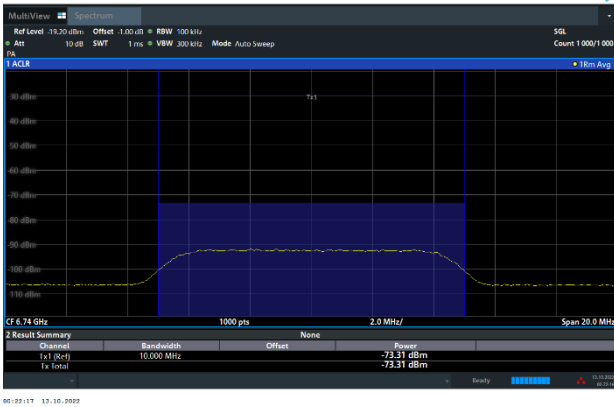 MultiView Spectrum
Ref Level -19.20 dBm Offset -1.00 dB RBW 100 kHz SGL
Att 10 dB SWT 1 ms VBW 300 kHz Mode Auto Sweep Count 1000/1000
PA
1 ACLR 1Rm Avg
Tx1
-30 dBm
-40 dBm
-50 dBm
-60 dBm
-70 dBm
-80 dBm
-90 dBm
-100 dBm
-110 dBm
CF 6.74 GHz 1000 pts 2.0 MHz/ Span 20.0 MHz
2 Result Summary None
Channel Bandwidth Offset Power
Tx1 (Ref) 10.000 MHz -73.31 dBm
Tx Total -73.31 dBm
Ready 13.10.2022
00:22:17 13.10.2022